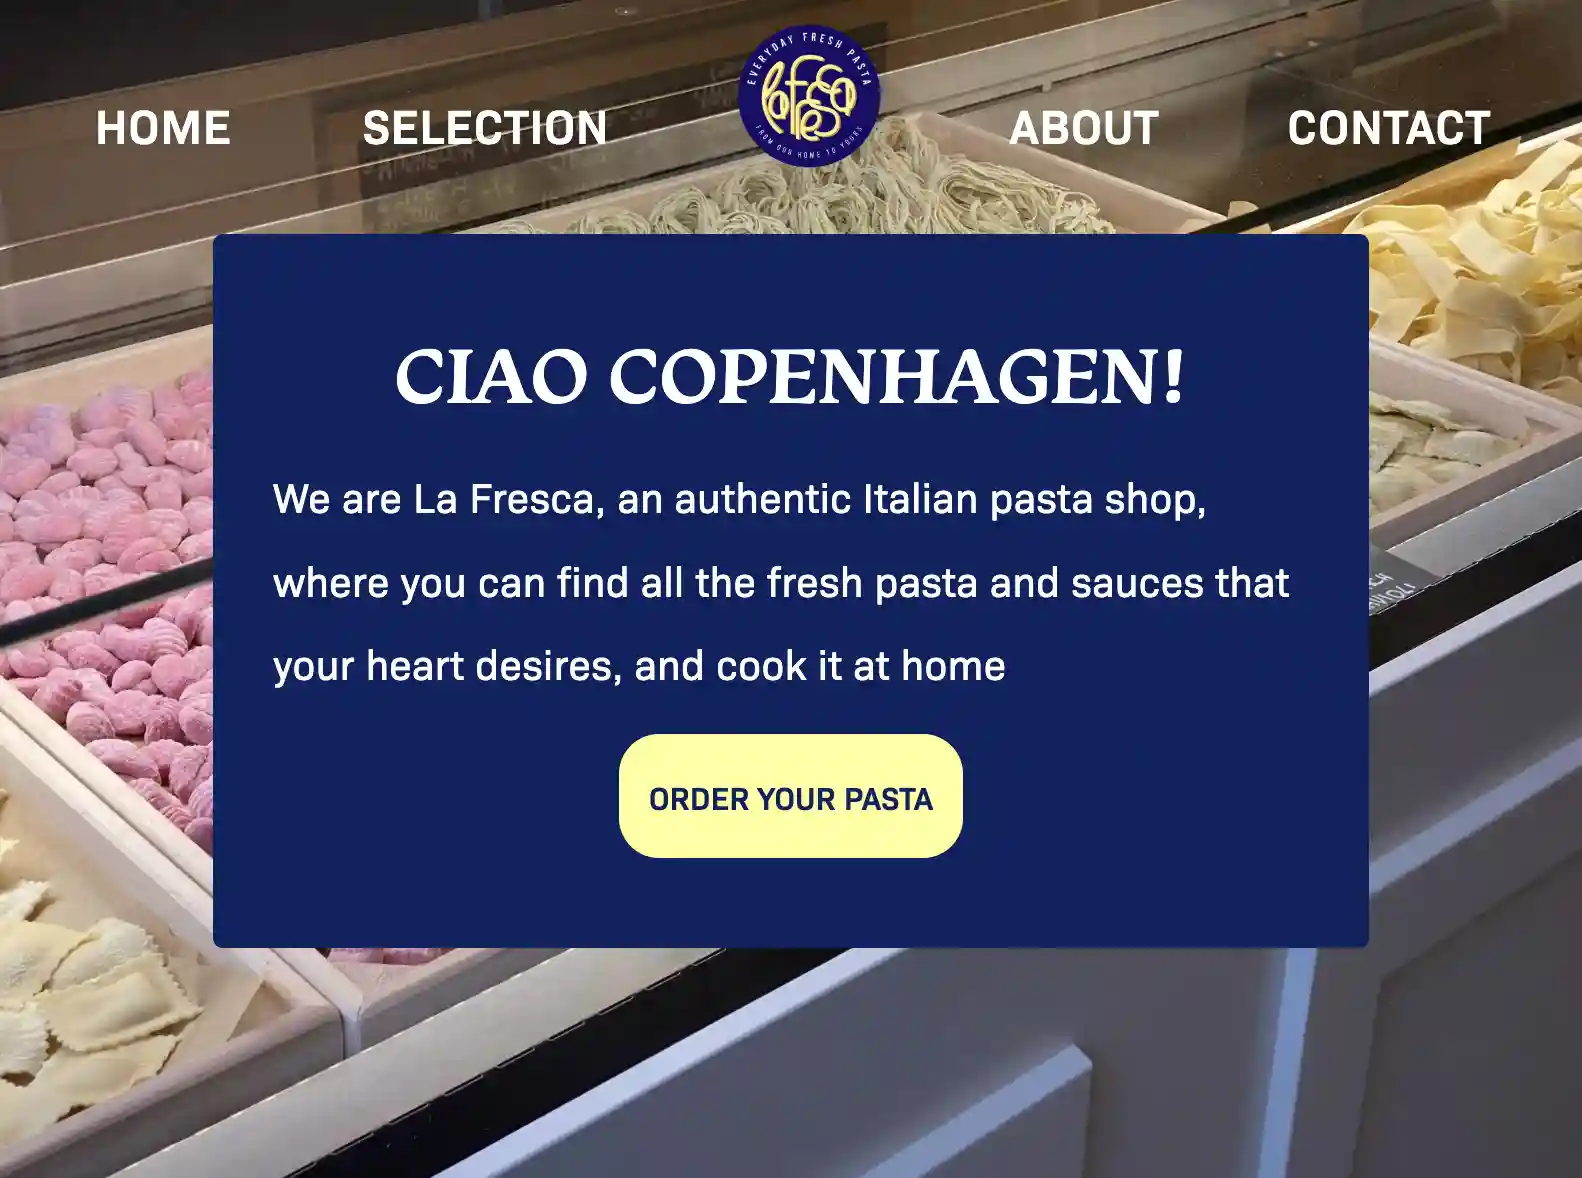 EVERYDAY FRESH PASTA
La Fresca
FROM OUR HOME TO YOURS
HOME SELECTION ABOUT CONTACT
CIAO COPENHAGEN!
We are La Fresca, an authentic Italian pasta shop,
where you can find all the fresh pasta and sauces that
your heart desires, and cook it at home
ORDER YOUR PASTA